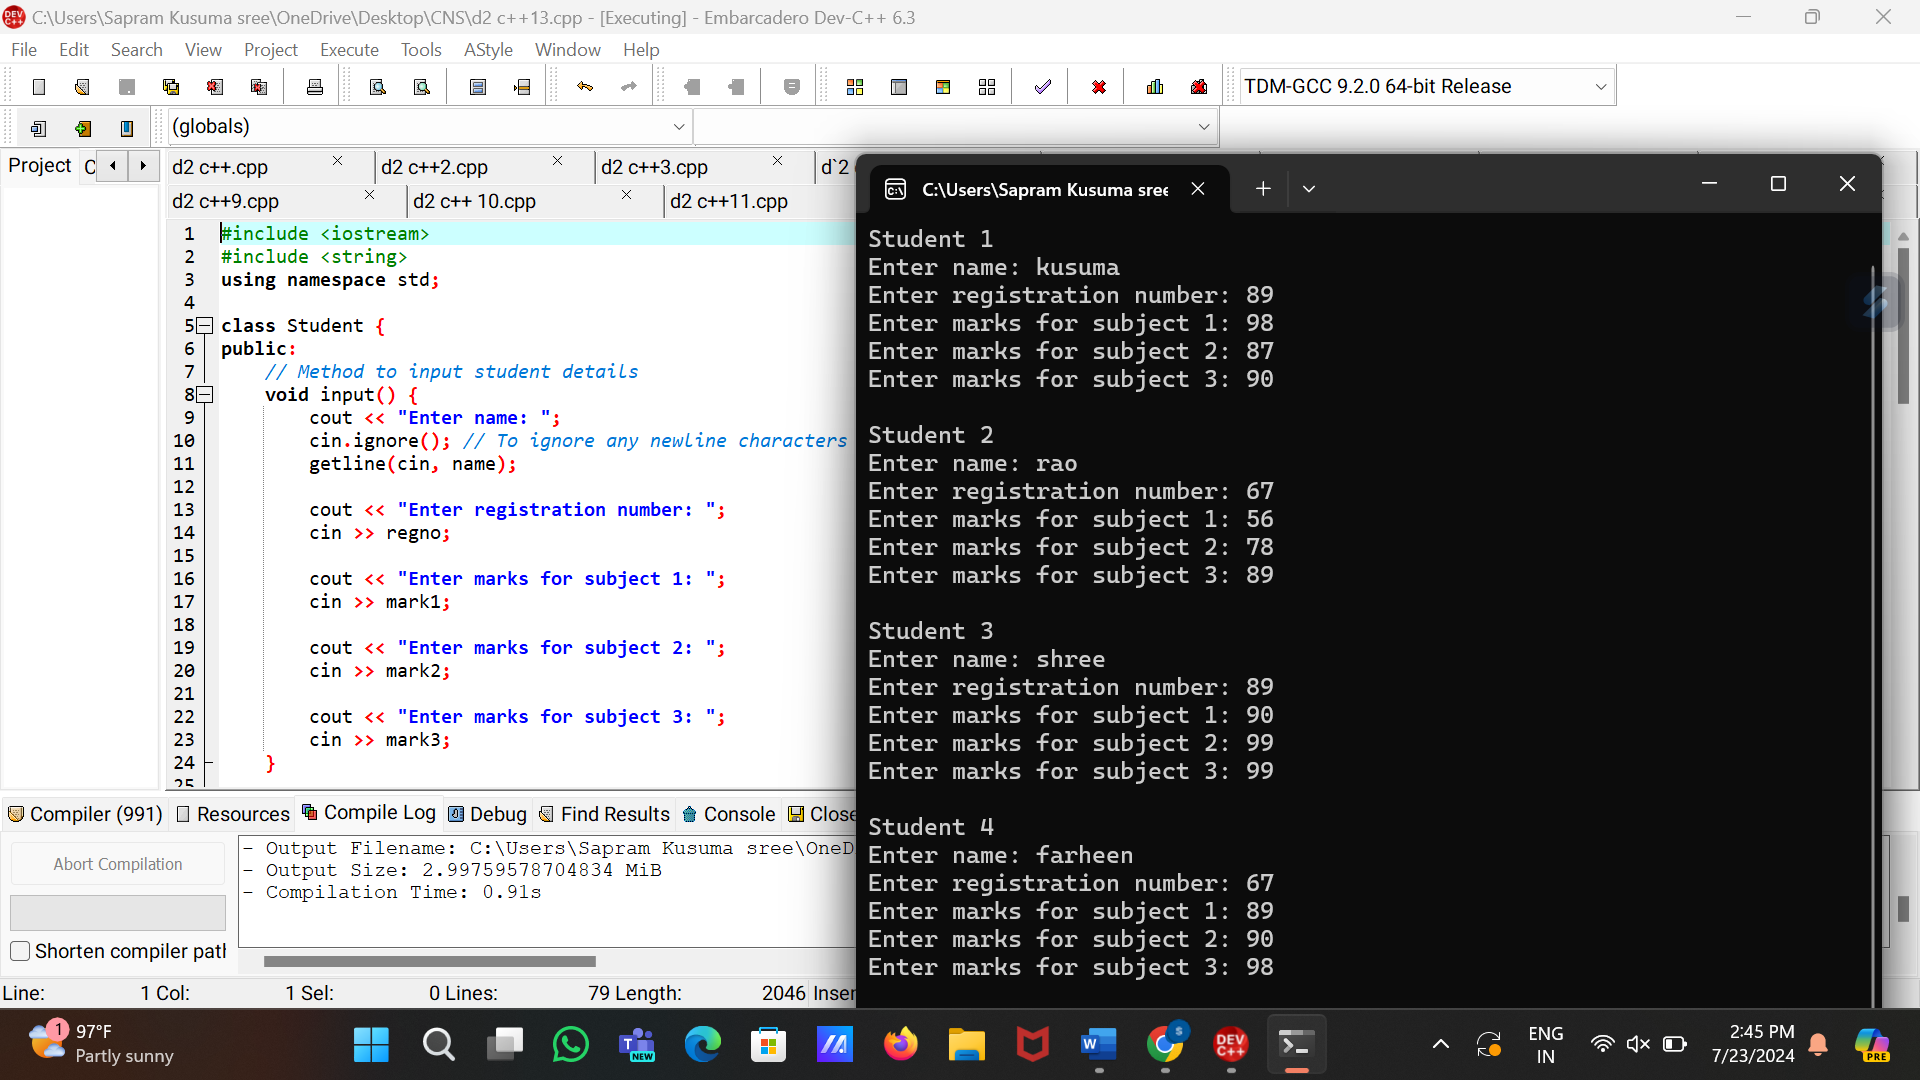 C:\Users\Sapram Kusuma sree\OneDrive\Desktop\CNS\d2 c++13.cpp - [Executing] - Embarcadero Dev-C++ 6.3
File Edit Search View Project Execute Tools AStyle Window Help
TDM-GCC 9.2.0 64-bit Release
(globals)
Project C
d2 c++.cpp d2 c++2.cpp d2 c++3.cpp d`2
d2 c++9.cpp d2 c++ 10.cpp d2 c++11.cpp
1 #include <iostream>
2 #include <string>
3 using namespace std;
4
5 class Student {
6 public:
7 // Method to input student details
8 void input() {
9 cout << "Enter name: ";
10 cin.ignore(); // To ignore any newline characters
11 getline(cin, name);
12
13 cout << "Enter registration number: ";
14 cin >> regno;
15
16 cout << "Enter marks for subject 1: ";
17 cin >> mark1;
18
19 cout << "Enter marks for subject 2: ";
20 cin >> mark2;
21
22 cout << "Enter marks for subject 3: ";
23 cin >> mark3;
24 }
25
C:\Users\Sapram Kusuma sree
Student 1
Enter name: kusuma
Enter registration number: 89
Enter marks for subject 1: 98
Enter marks for subject 2: 87
Enter marks for subject 3: 90
Student 2
Enter name: rao
Enter registration number: 67
Enter marks for subject 1: 56
Enter marks for subject 2: 78
Enter marks for subject 3: 89
Student 3
Enter name: shree
Enter registration number: 89
Enter marks for subject 1: 90
Enter marks for subject 2: 99
Enter marks for subject 3: 99
Student 4
Enter name: farheen
Enter registration number: 67
Enter marks for subject 1: 89
Enter marks for subject 2: 90
Enter marks for subject 3: 98
Compiler (991) Resources Compile Log Debug Find Results Console Close
Abort Compilation
Shorten compiler path
- Output Filename: C:\Users\Sapram Kusuma sree\OneD
- Output Size: 2.99759578704834 MiB
- Compilation Time: 0.91s
Line: 1 Col: 1 Sel: 0 Lines: 79 Length: 2046 Inser
1 97°F
Partly sunny
NEW
DEV C++
ENG
IN
2:45 PM
7/23/2024
PRE